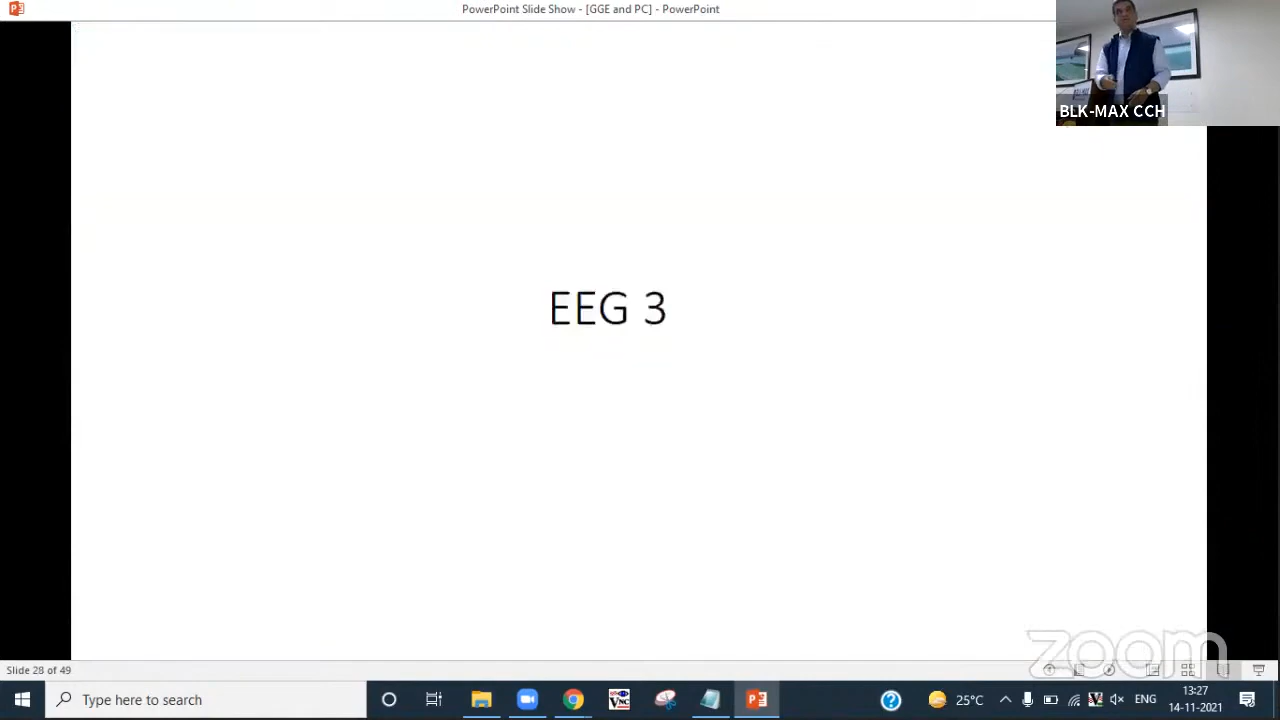 PowerPoint Slide Show - [GGE and PC] - PowerPoint
BLK-MAX CCH
EEG 3
zoom
Slide 28 of 49
Type here to search
25°C
ENG
13:27
14-11-2021